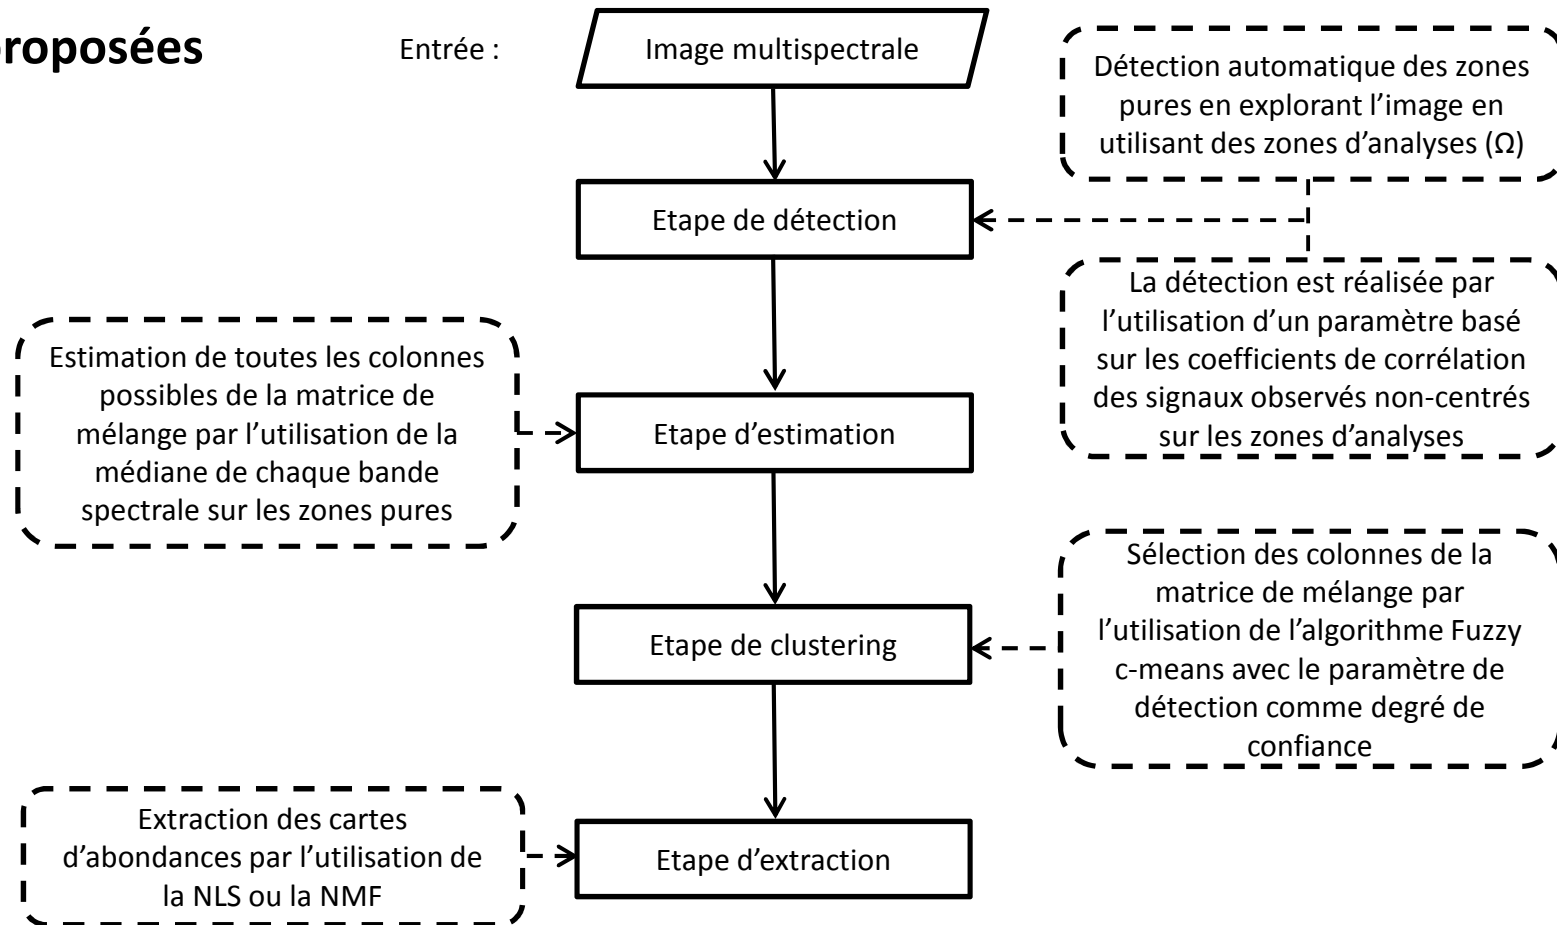 proposées
Entrée :
Image multispectrale
Détection automatique des zones
pures en explorant l’image en
utilisant des zones d’analyses (Ω)
Etape de détection
La détection est réalisée par
l’utilisation d’un paramètre basé
sur les coefficients de corrélation
des signaux observés non-centrés
sur les zones d’analyses
Estimation de toutes les colonnes
possibles de la matrice de
mélange par l’utilisation de la
médiane de chaque bande
spectrale sur les zones pures
Etape d’estimation
Sélection des colonnes de la
matrice de mélange par
l’utilisation de l’algorithme Fuzzy
c-means avec le paramètre de
détection comme degré de
confiance
Etape de clustering
Extraction des cartes
d’abondances par l’utilisation de
la NLS ou la NMF
Etape d’extraction